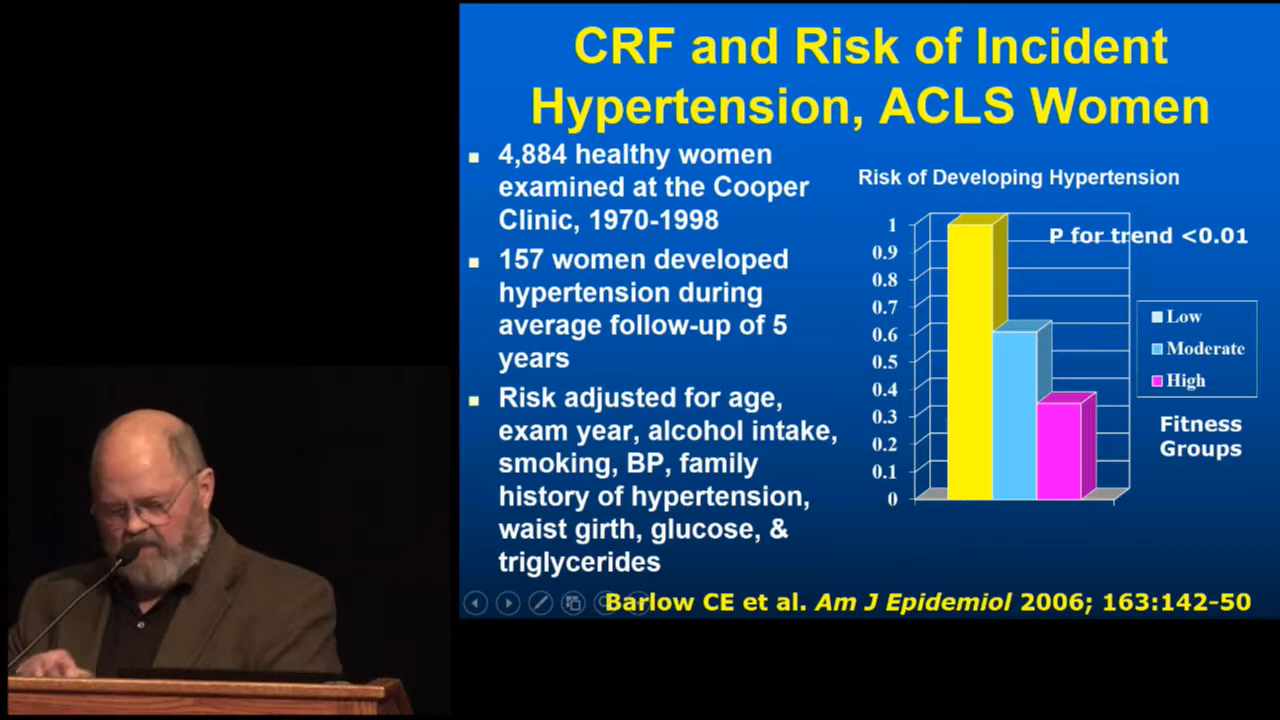 CRF and Risk of Incident
Hypertension, ACLS Women
4,884 healthy women
examined at the Cooper
Clinic, 1970-1998
157 women developed
hypertension during
average follow-up of 5
years
Risk adjusted for age,
exam year, alcohol intake,
smoking, BP, family
history of hypertension,
waist girth, glucose, &
triglycerides
Risk of Developing Hypertension
P for trend <0.01
1
0.9
0.8
0.7
0.6
0.5
0.4
0.3
0.2
0.1
0
Low
Moderate
High
Fitness
Groups
Barlow CE et al. Am J Epidemiol 2006; 163:142-50